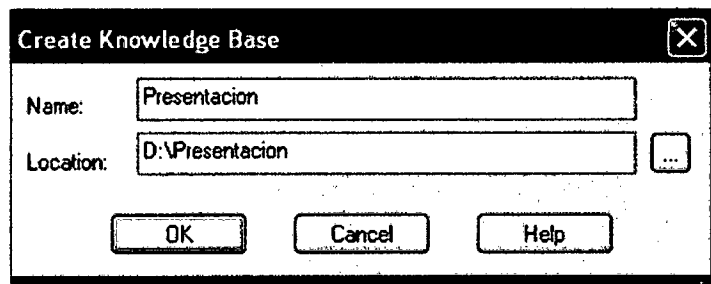 Create Knowledge Base
Name: Presentacion
Location: D:\Presentacion ...
OK Cancel Help